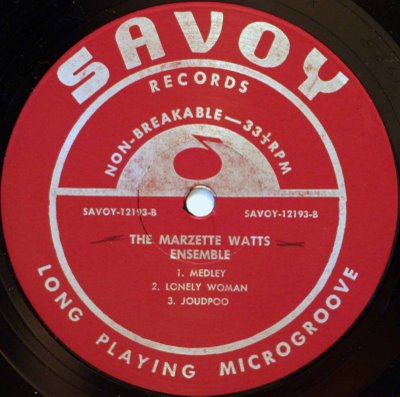 SAVOY
RECORDS
NON-BREAKABLE—33⅓RPM
SAVOY-12193-B SAVOY-12193-B
THE MARZETTE WATTS
ENSEMBLE
1. MEDLEY
2. LONELY WOMAN
3. JOUDPOO
LONG PLAYING MICROGROOVE